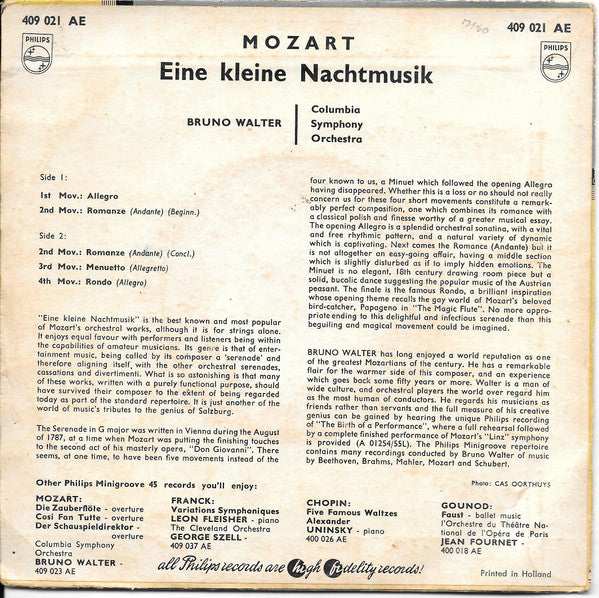 409 021 AE
409 021 AE
PHILIPS
PHILIPS
MOZART
Eine kleine Nachtmusik
BRUNO WALTER
Columbia
Symphony
Orchestra
Side 1:
1st Mov.: Allegro
2nd Mov.: Romanze (Andante) (Beginn.)
Side 2:
2nd Mov.: Romanze (Andante) (Concl.)
3rd Mov.: Menuetto (Allegretto)
4th Mov.: Rondo (Allegro)
"Eine kleine Nachtmusik" is the best known and most popular
of Mozart's orchestral works, although it is for strings alone.
It enjoys equal favour with performers and listeners being within
the capabilities of amateur musicians. Its genre is that of enter-
tainment music, being called by its composer a 'serenade' and
therefore aligning itself, with the other orchestral serenades,
cassations and divertimenti. What is so astonishing is that many
of these works, written with a purely functional purpose, should
have survived their composer to the extent of being regarded
today as part of the standard repertoire. It is just another of the
world of music's tributes to the genius of Salzburg.
The Serenade in G major was written in Vienna during the August
of 1787, at a time when Mozart was putting the finishing touches
to the second act of his masterly opera, "Don Giovanni". There
seems, at one time, to have been five movements instead of the
four known to us, a Minuet which followed the opening Allegro
having disappeared. Whether this is a loss or no should not really
concern us for these four short movements constitute a remark-
ably perfect composition, one which combines its romance with
a classical polish and finesse worthy of a greater musical essay.
The opening Allegro is a splendid orchestral sonatina, with a vital
and free rhythmic pattern, and a natural variety of dynamic
which is captivating. Next comes the Romance (Andante) but it
is not altogether an easy-going affair, having a middle section
which is slightly disturbed as if to imply hidden emotions. The
Minuet is no elegant, 18th century drawing room piece but a
solid, bucolic dance suggesting the popular music of the Austrian
peasant. The finale is the famous Rondo, a brilliant inspiration
whose opening theme recalls the gay world of Mozart's beloved
bird-catcher, Papageno in "The Magic Flute". No more appro-
priate ending to this delightful and infectious serenade than this
beguiling and magical movement could be imagined.
BRUNO WALTER has long enjoyed a world reputation as one
of the greatest Mozartians of the century. He has a remarkable
flair for the warmer side of this composer, and an experience
which goes back some fifty years or more. Walter is a man of
wide culture, and orchestral players the world over regard him
as the most human of conductors. He regards his musicians as
friends rather than servants and the full measure of his creative
genius can be gained by hearing the unique Philips recording
of "The Birth of a Performance", where a full rehearsal followed
by a complete finished performance of Mozart's "Linz" symphony
is provided (A 01254/55L). The Philips Minigroove repertoire
contains many recordings conducted by Bruno Walter of music
by Beethoven, Brahms, Mahler, Mozart and Schubert.
Photo: CAS OORTHUYS
Other Philips Minigroove 45 records you'll enjoy:
MOZART:
Die Zauberflöte - overture
Cosi Fan Tutte - overture
Der Schauspieldirektor -
overture
Columbia Symphony
Orchestra
BRUNO WALTER -
409 023 AE
FRANCK:
Variations Symphoniques
LEON FLEISHER - piano
The Cleveland Orchestra
GEORGE SZELL -
409 037 AE
CHOPIN:
Five Famous Waltzes
Alexander
UNINSKY - piano
400 026 AE
GOUNOD:
Faust - ballet music
l'Orchestre du Théâtre Na-
tional de l'Opéra de Paris
JEAN FOURNET -
400 018 AE
all Philips records are high fidelity records!
Printed in Holland